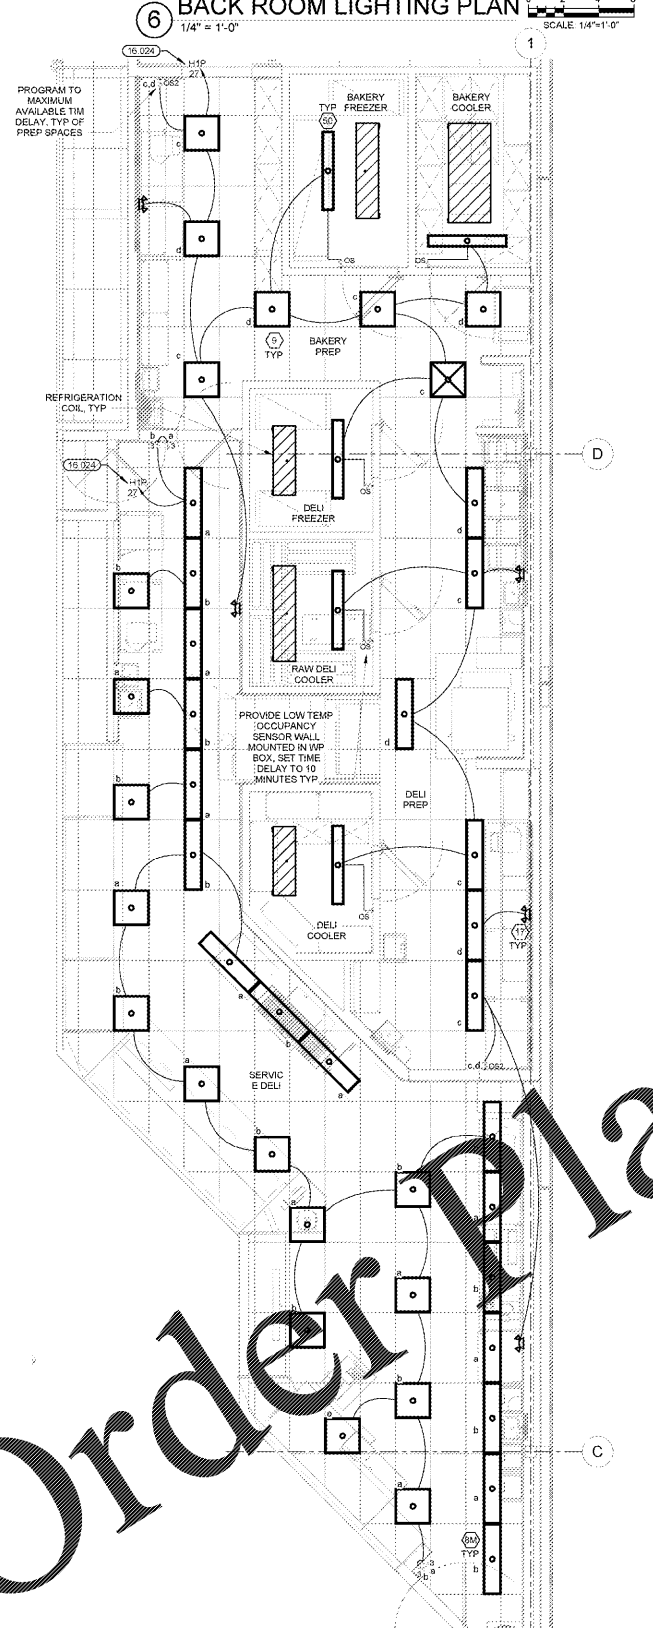 6
BACK ROOM LIGHTING PLAN
1/4" = 1'-0"
SCALE: 1/4"=1'-0"
1
16.024
H1P
27
c,d
OS2
PROGRAM TO
MAXIMUM
AVAILABLE TIM
DELAY. TYP OF
PREP SPACES
TYP
50
BAKERY
FREEZER
BAKERY
COOLER
c
d
OS
OS
d
c
d
9
TYP
BAKERY
PREP
c
c
REFRIGERATION
COIL, TYP
D
16.024
H1P
27
b
a
3
3
OS
DELI
FREEZER
a
d
b
b
c
OS
RAW DELI
COOLER
a
a
PROVIDE LOW TEMP
OCCUPANCY
SENSOR WALL
MOUNTED IN WP
BOX, SET TIME
DELAY TO 10
MINUTES TYP
d
b
b
a
DELI
PREP
b
c
OS
DELI
COOLER
a
17
TYP
d
b
a
b
a
c
c,d
OS2
SERVIC
E DELI
a
b
b
a
a
a
b
b
a
b
b
C
a
a
8M
TYP
b
3
a
3
b
Order Pla